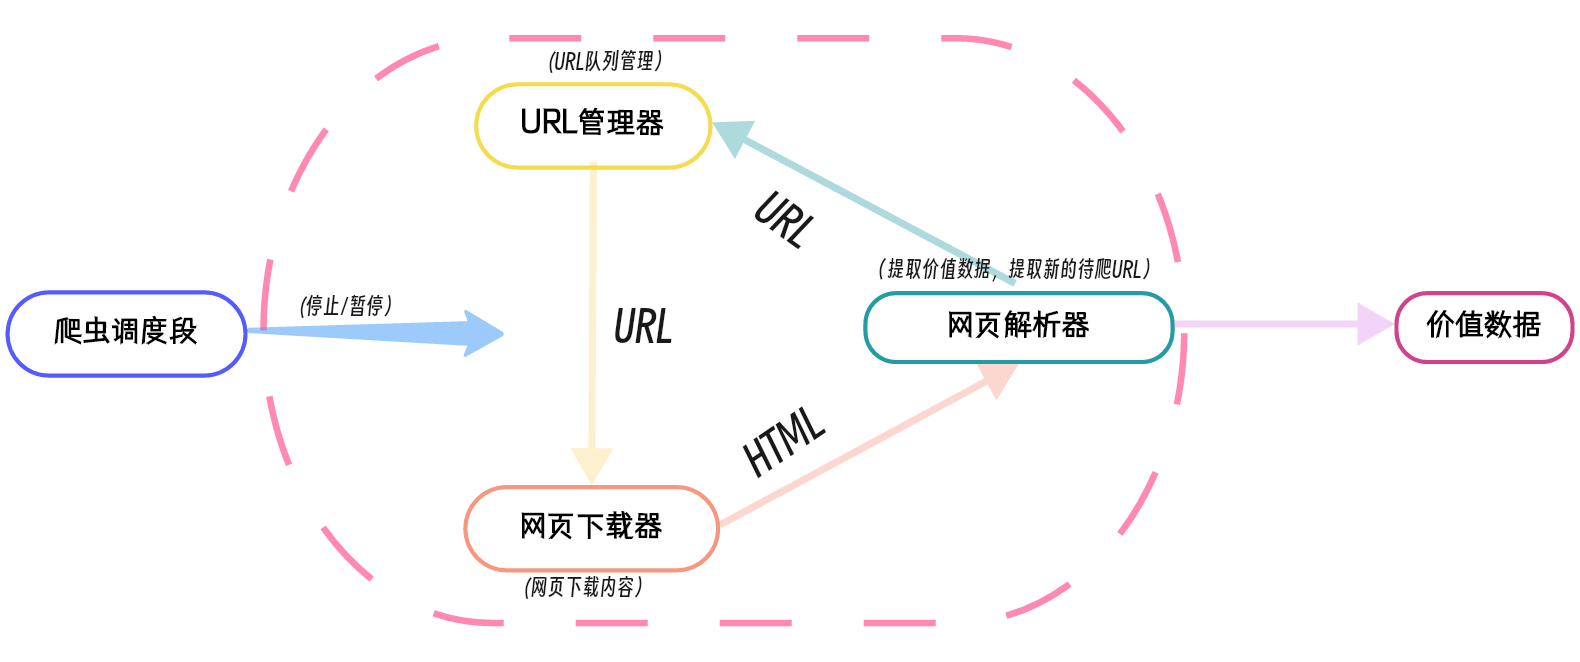 (URL队列管理）
URL管理器
URL
（提取价值数据，提取新的待爬URL）
(停止/暂停）
爬虫调度段
URL
网页解析器
价值数据
HTML
网页下载器
(网页下载内容）